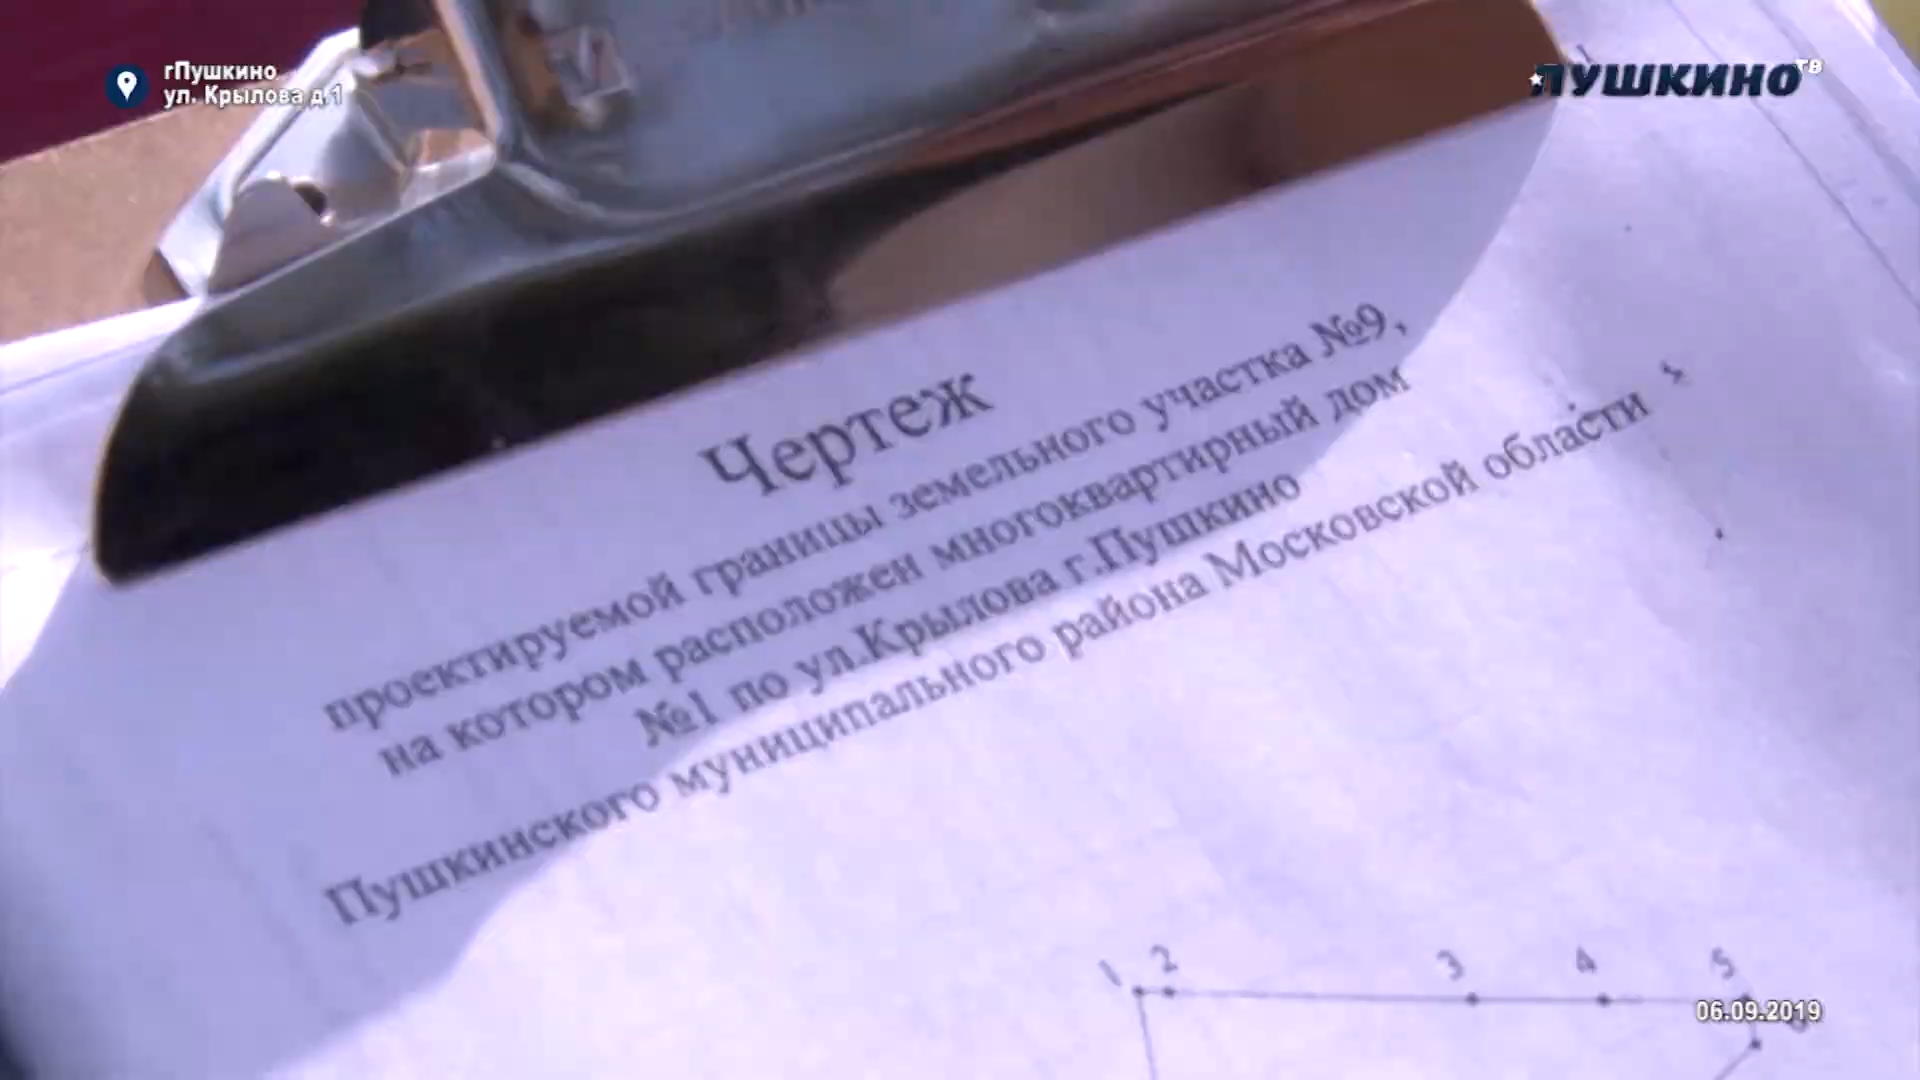 гПушкино
ул. Крылова д.1
ПУШКИНО ТВ
Чертеж
проектируемой границы земельного участка №9,
на котором расположен многоквартирный дом
№1 по ул.Крылова г.Пушкино
Пушкинского муниципального района Московской области
1 2 3 4 5
06.09.2019